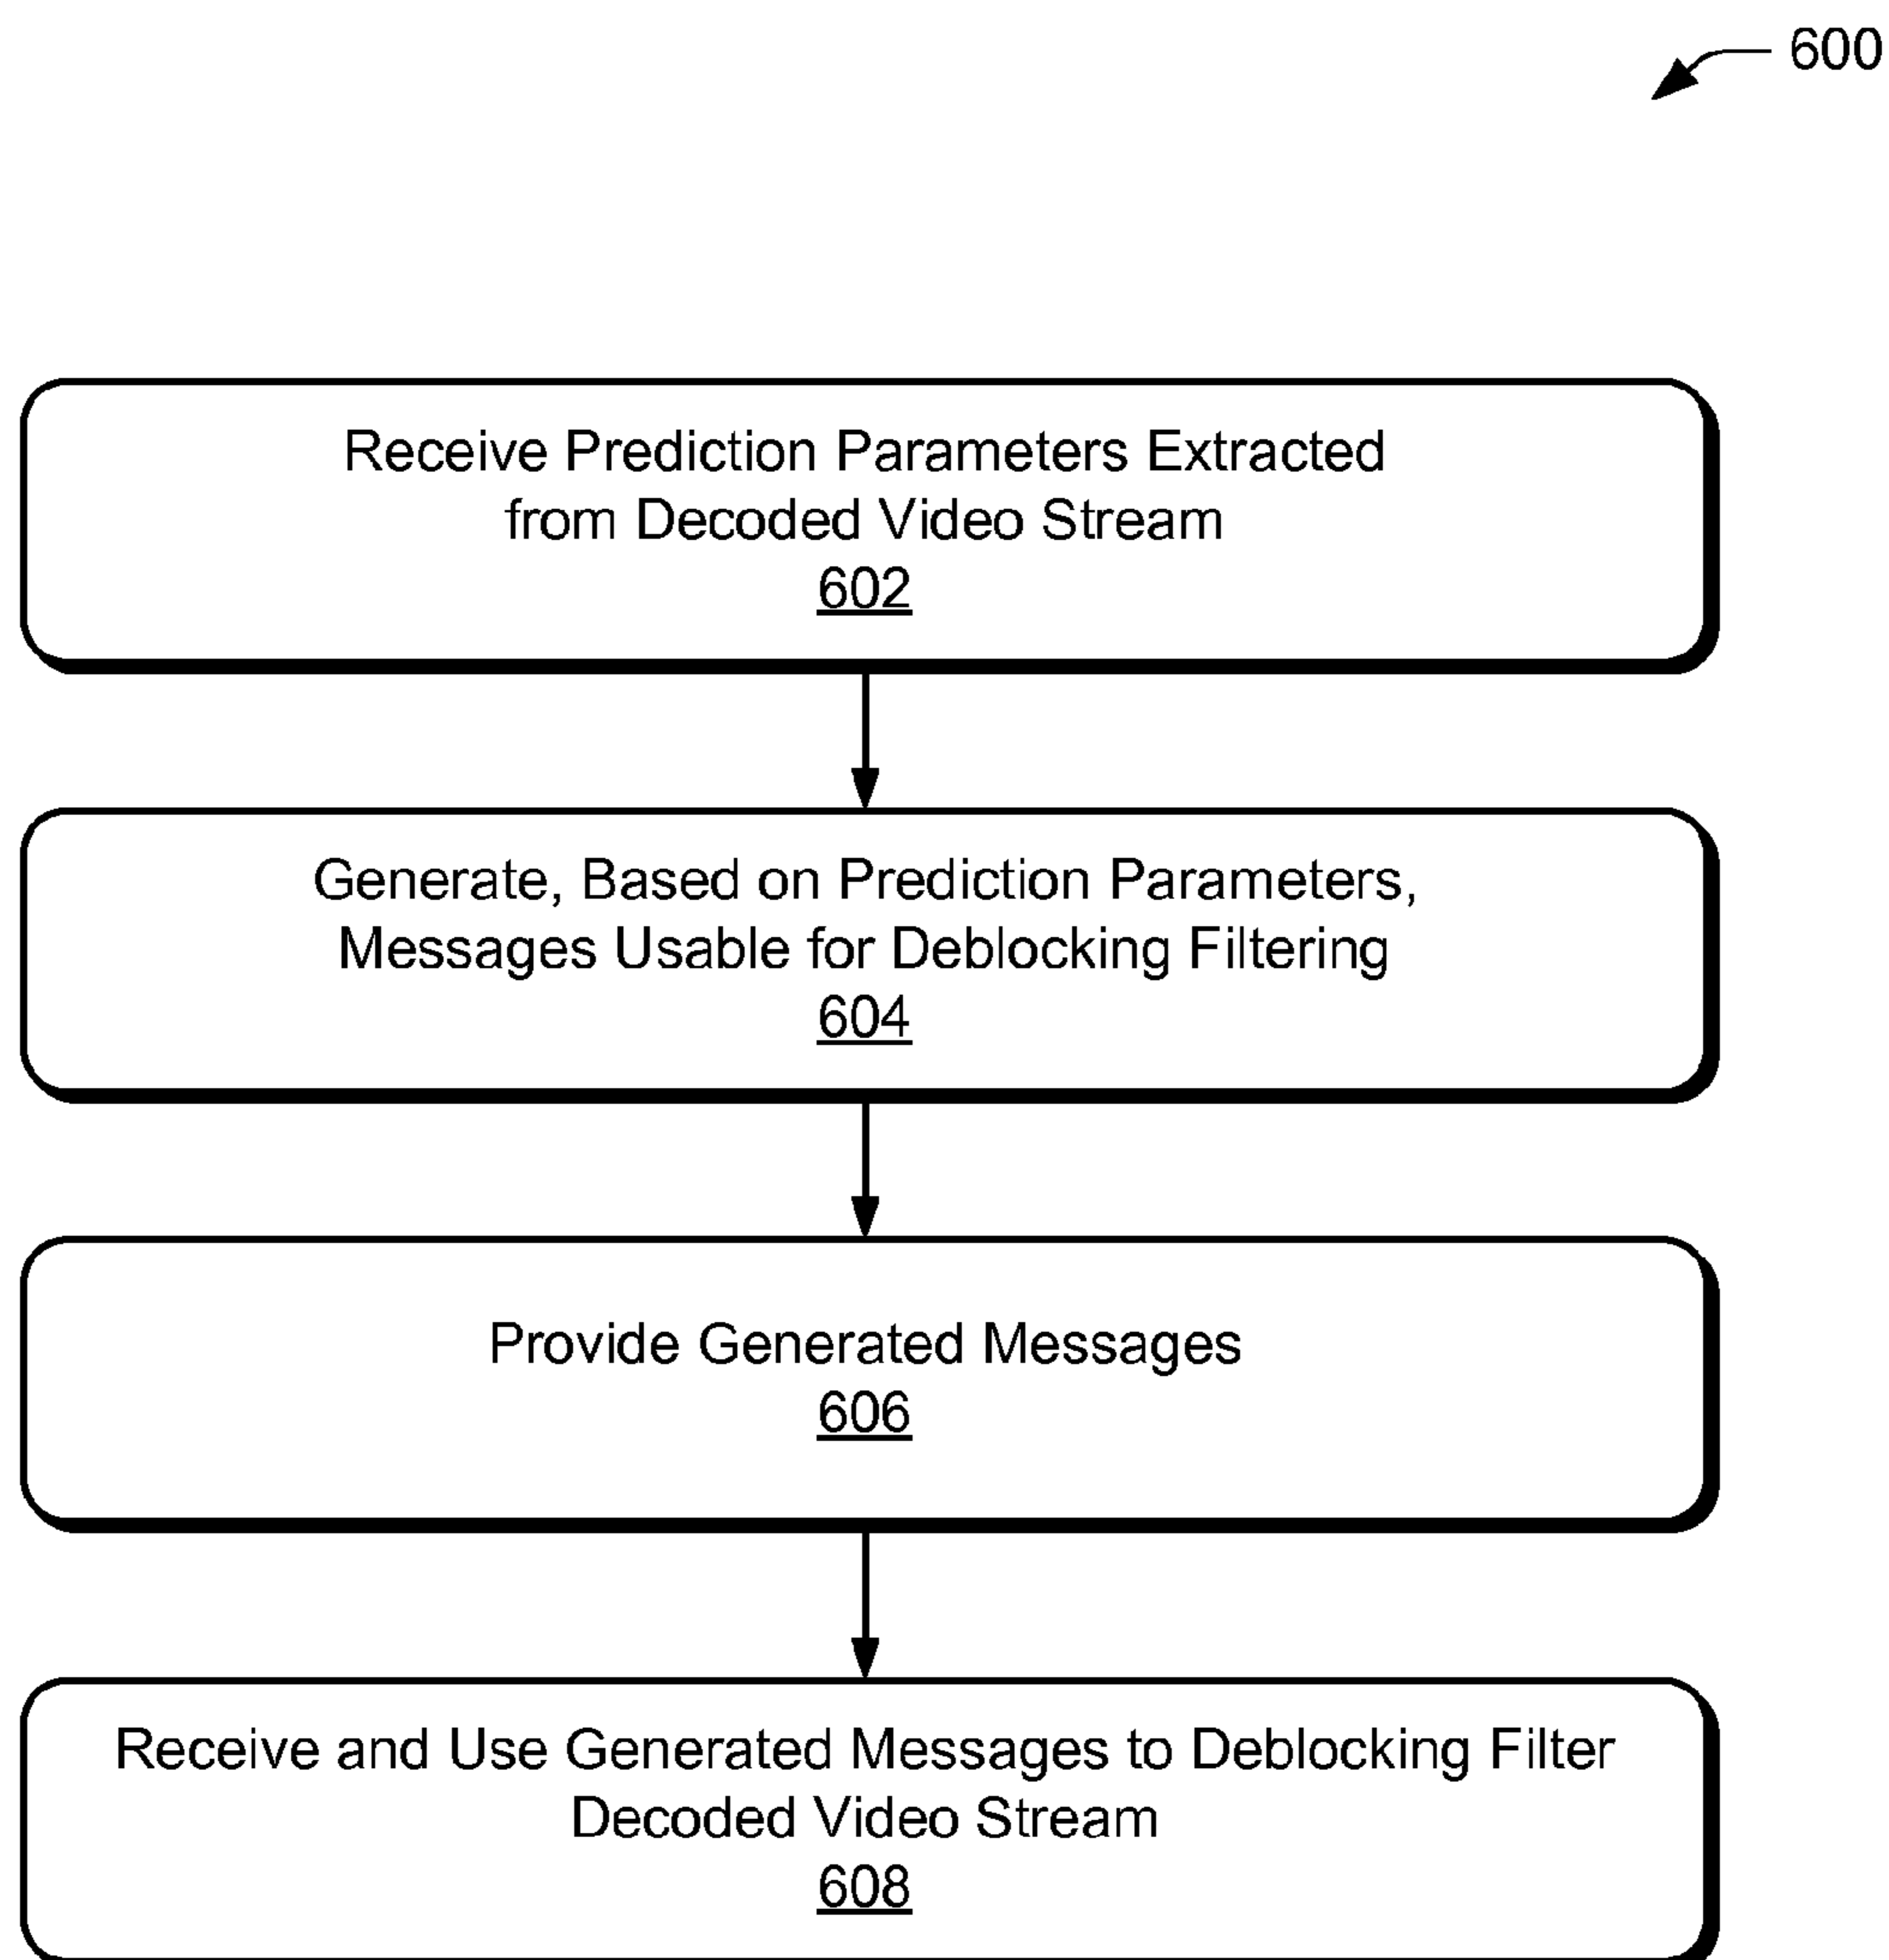 600
Receive Prediction Parameters Extracted
from Decoded Video Stream
602
Generate, Based on Prediction Parameters,
Messages Usable for Deblocking Filtering
604
Provide Generated Messages
606
Receive and Use Generated Messages to Deblocking Filter
Decoded Video Stream
608